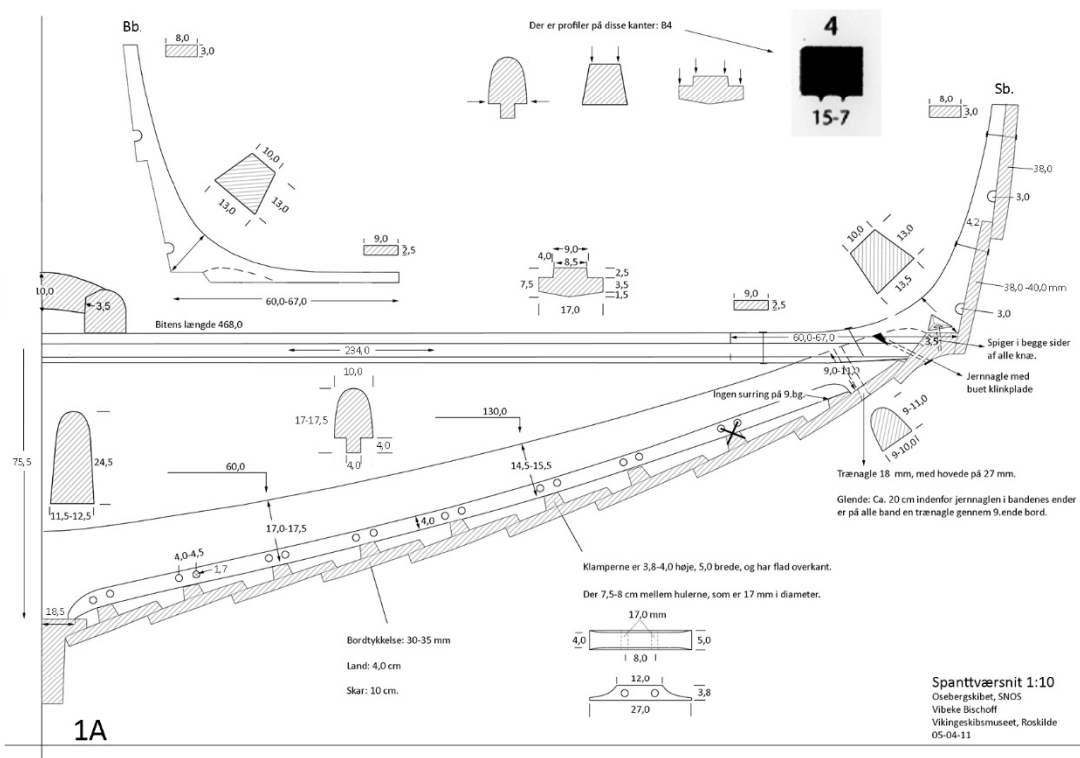 Bb.
8,0
3,0
Der er profiler på disse kanter: B4
4
15-7
Sb.
8,0
3,0
10,0
13,0
13,0
38,0
3,0
4,2
10,0
13,0
13,5
9,0
2,5
60,0-67,0
9,0
4,0
8,5
7,5
2,5
3,5
1,5
17,0
9,0
2,5
38,0 -40,0 mm
3,0
3,5
Bitens længde 468,0
60,0-67,0
3,5
Spiger i begge sider
af alle knæ.
234,0
9,0-11,0
Jernnagle med
buet klinkplade
10,0
17-17,5
4,0
4,0
130,0
Ingen surring på 9.bg.
9-11,0
9-10,0
75,5
24,5
11,5-12,5
60,0
14,5-15,5
17,0-17,5
4,0
Trænagle 18 mm, med hovede på 27 mm.
Glende: Ca. 20 cm indenfor jernnaglen i bandenes ender
er på alle band en trænagle gennem 9.ende bord.
4,0-4,5
1,7
18,5
Klamperne er 3,8-4,0 høje, 5,0 brede, og har flad overkant.
Der 7,5-8 cm mellem hulerne, som er 17 mm i diameter.
17,0 mm
4,0
5,0
8,0
Bordtykkelse: 30-35 mm
Land: 4,0 cm
Skar: 10 cm.
12,0
3,8
27,0
Spanttværsnit 1:10
Osebergskibet, SNOS
Vibeke Bischoff
Vikingeskibsmuseet, Roskilde
05-04-11
1A